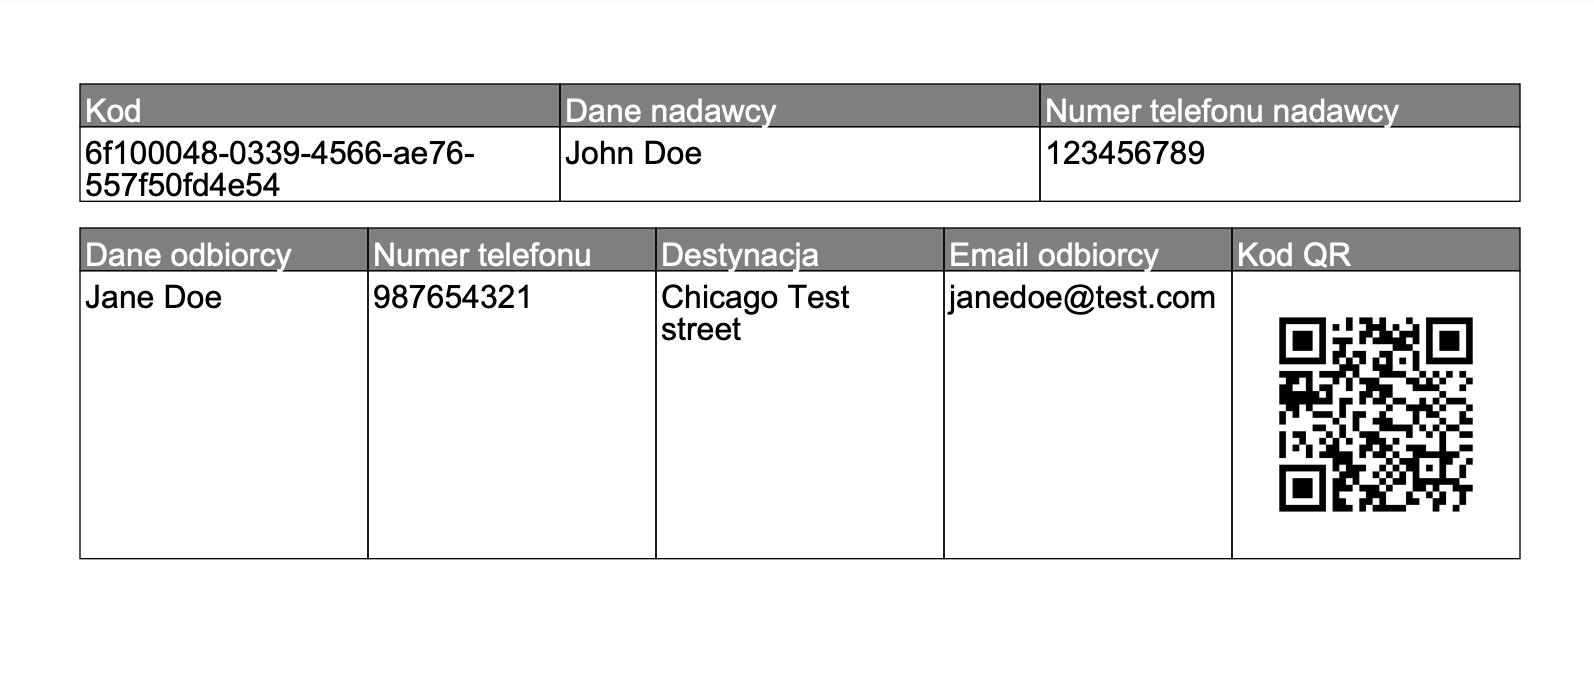 Kod Dane nadawcy Numer telefonu nadawcy
6f100048-0339-4566-ae76- John Doe 123456789
557f50fd4e54
Dane odbiorcy Numer telefonu Destynacja Email odbiorcy Kod QR
Jane Doe 987654321 Chicago Test janedoe@test.com
street